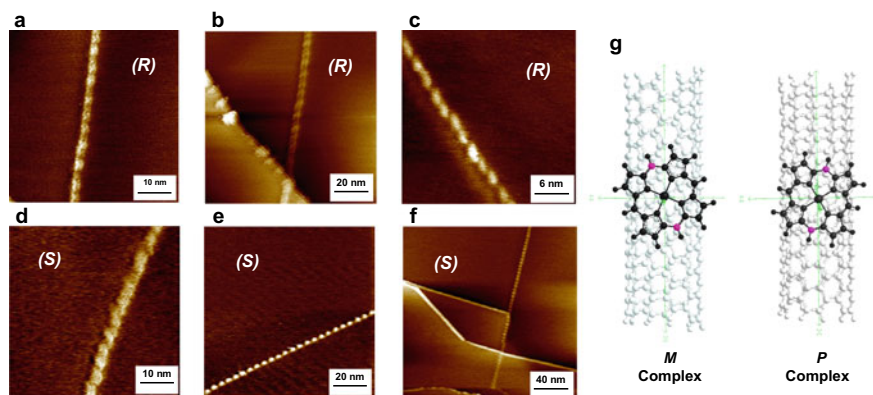 a
b
c
g
(R)
(R)
(R)
10 nm
20 nm
6 nm
d
e
f
(S)
(S)
(S)
10 nm
20 nm
40 nm
M
Complex
P
Complex